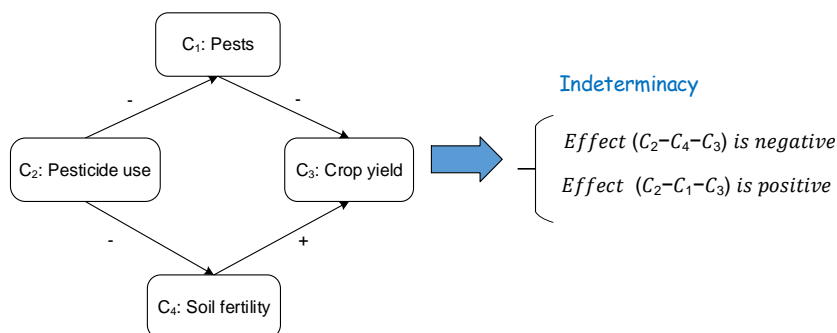 C₁: Pests
Indeterminacy
- -
C₂: Pesticide use
C₃: Crop yield
Effect (C₂−C₄−C₃) is negative
Effect (C₂−C₁−C₃) is positive
- +
C₄: Soil fertility